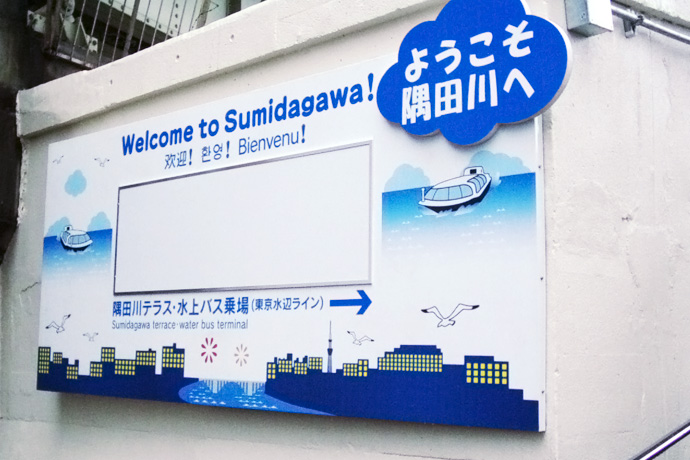 ようこそ
隅田川へ
Welcome to Sumidagawa!
欢迎! 환영! Bienvenu!
隅田川テラス・水上バス乗場(東京水辺ライン)
Sumidagawa terrace・water bus terminal